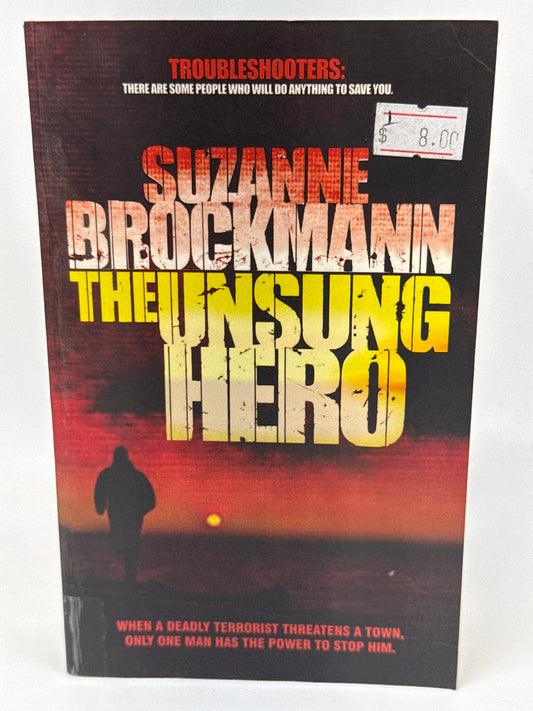 TROUBLESHOOTERS:
THERE ARE SOME PEOPLE WHO WILL DO ANYTHING TO SAVE YOU.
1
$ 8.00
SUZANNE
BROCKMANN
THE UNSUNG
HERO
WHEN A DEADLY TERRORIST THREATENS A TOWN,
ONLY ONE MAN HAS THE POWER TO STOP HIM.